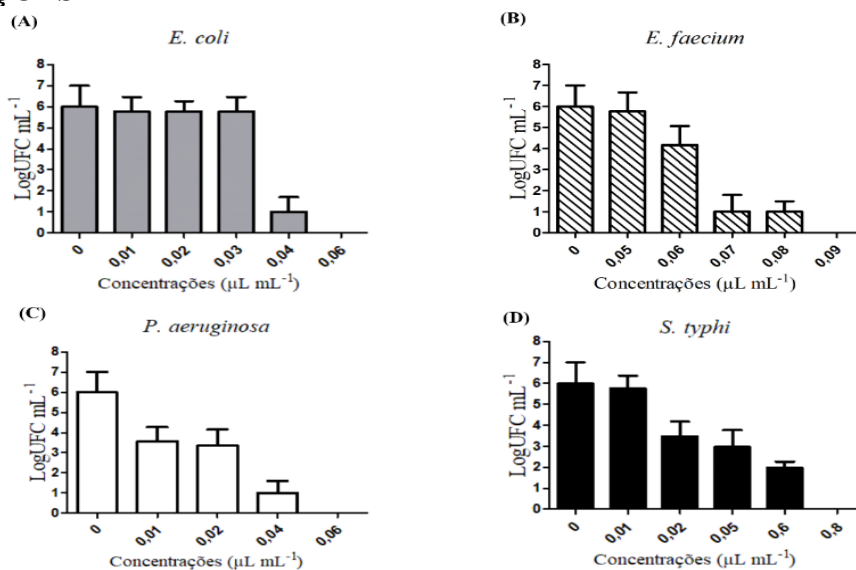 (A)
E. coli
8
7
6
5
4
3
2
1
0
LogUFC mL-1
0 0,01 0,02 0,03 0,04 0,06
Concentrações (µL mL-1)
(B)
E. faecium
8
7
6
5
4
3
2
1
0
LogUFC mL-1
0 0,05 0,06 0,07 0,08 0,09
Concentrações (µL mL-1)
(C)
P. aeruginosa
8
7
6
5
4
3
2
1
0
LogUFC mL-1
0 0,01 0,02 0,04 0,06
Concentrações (µL mL-1)
(D)
S. typhi
8
7
6
5
4
3
2
1
0
LogUFC mL-1
0 0,01 0,02 0,05 0,6 0,8
Concentrações (µL mL-1)